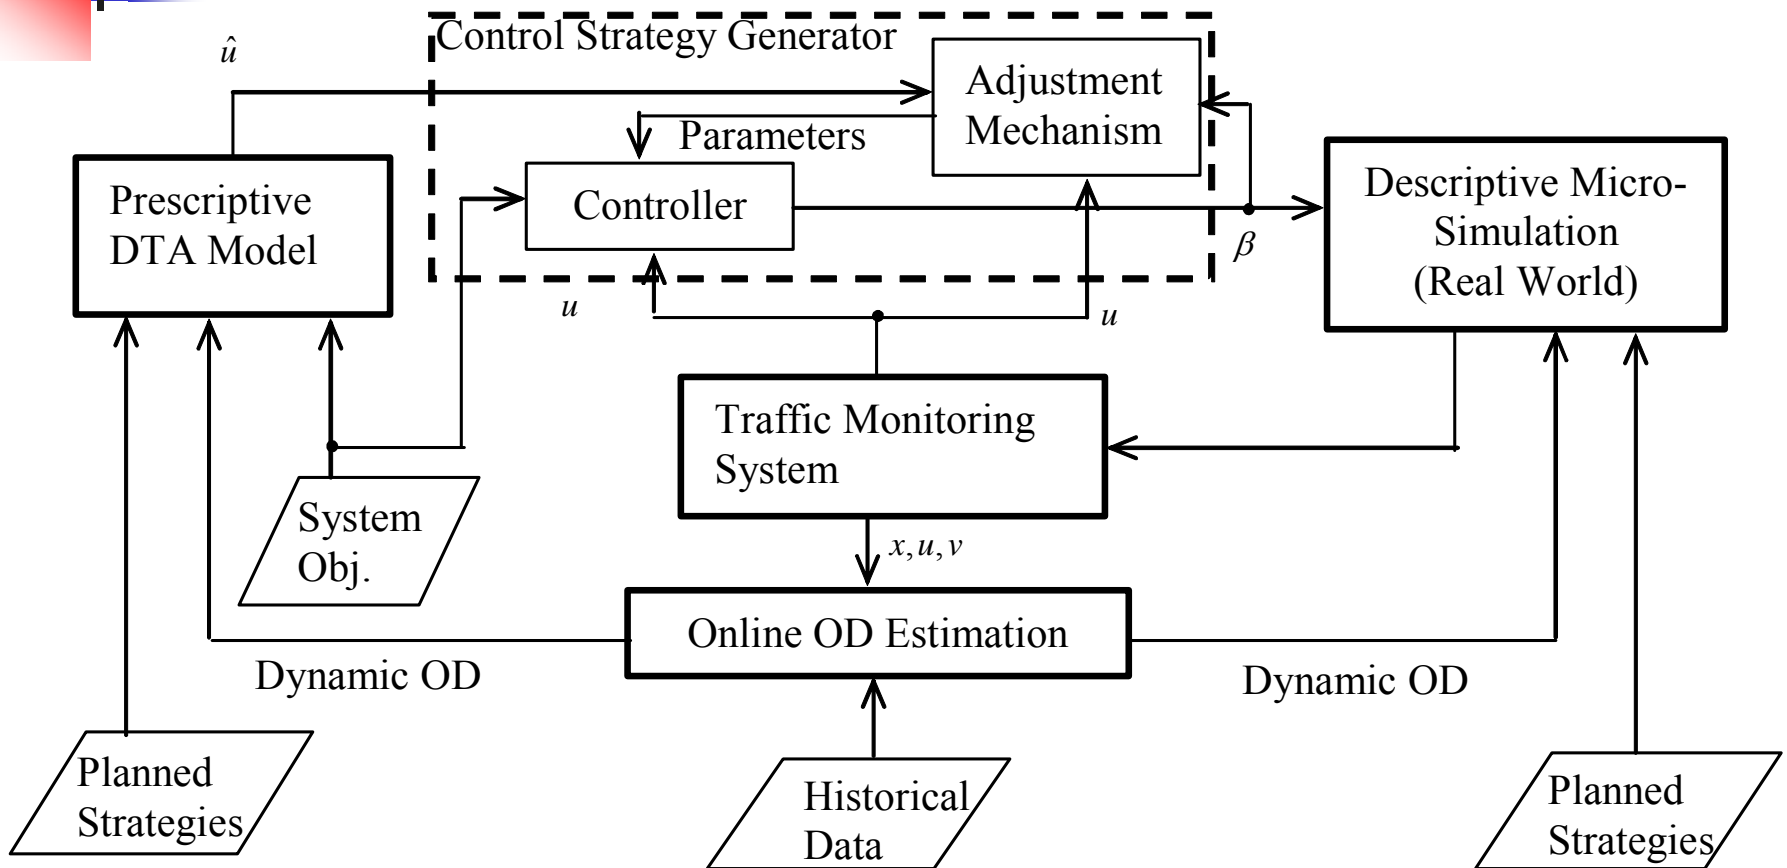 Control Strategy Generator
û
Adjustment
Mechanism
Parameters
Prescriptive
DTA Model
Controller
Descriptive Micro-
Simulation
(Real World)
β
u
u
Traffic Monitoring
System
System
Obj.
x, u, v
Online OD Estimation
Dynamic OD
Dynamic OD
Planned
Strategies
Historical
Data
Planned
Strategies